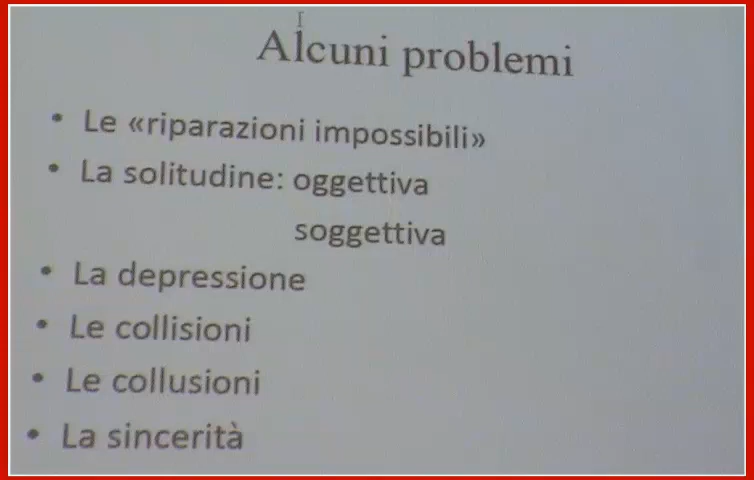 Alcuni problemi
• Le «riparazioni impossibili»
• La solitudine: oggettiva
soggettiva
• La depressione
• Le collisioni
• Le collusioni
• La sincerità